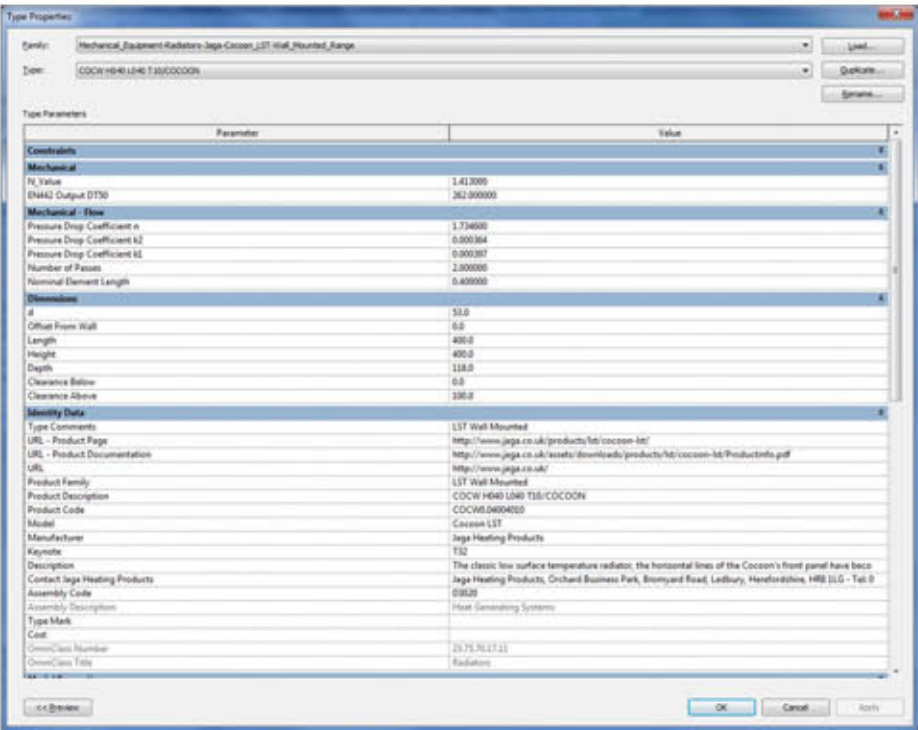 Type Properties
Family: Mechanical_Equipment-Radiators-Jaga-Cocoon_LST-Wall_Mounted_Range Load...
Type: COCW H040 L040 T10/COCOON Duplicate...
Rename...
Type Parameters
Parameter Value
Constraints
Mechanical
N_Value 1.413000
EN442 Output DT50 262.000000
Mechanical - Flow
Pressure Drop Coefficient n 1.734600
Pressure Drop Coefficient k2 0.000364
Pressure Drop Coefficient k1 0.000397
Number of Passes 2.000000
Nominal Element Length 0.400000
Dimensions
d 53.0
Offset From Wall 0.0
Length 400.0
Height 400.0
Depth 118.0
Clearance Below 0.0
Clearance Above 100.0
Identity Data
Type Comments LST Wall Mounted
URL - Product Page http://www.jaga.co.uk/products/lst/cocoon-lst/
URL - Product Documentation http://www.jaga.co.uk/assets/downloads/products/lst/cocoon-lst/ProductInfo.pdf
URL http://www.jaga.co.uk/
Product Family LST Wall Mounted
Product Description COCW H040 L040 T10/COCOON
Product Code COCW0.04004010
Model Cocoon LST
Manufacturer Jaga Heating Products
Keynote T32
Description The classic low surface temperature radiator, the horizontal lines of the Cocoon's front panel have beco
Contact Jaga Heating Products Jaga Heating Products, Orchard Business Park, Bromyard Road, Ledbury, Herefordshire, HR8 1LG - Tel: 0
Assembly Code D3020
Assembly Description Heat Generating Systems
Type Mark
Cost
OmniClass Number 23.75.70.17.11
OmniClass Title Radiators
<< Preview OK Cancel Apply